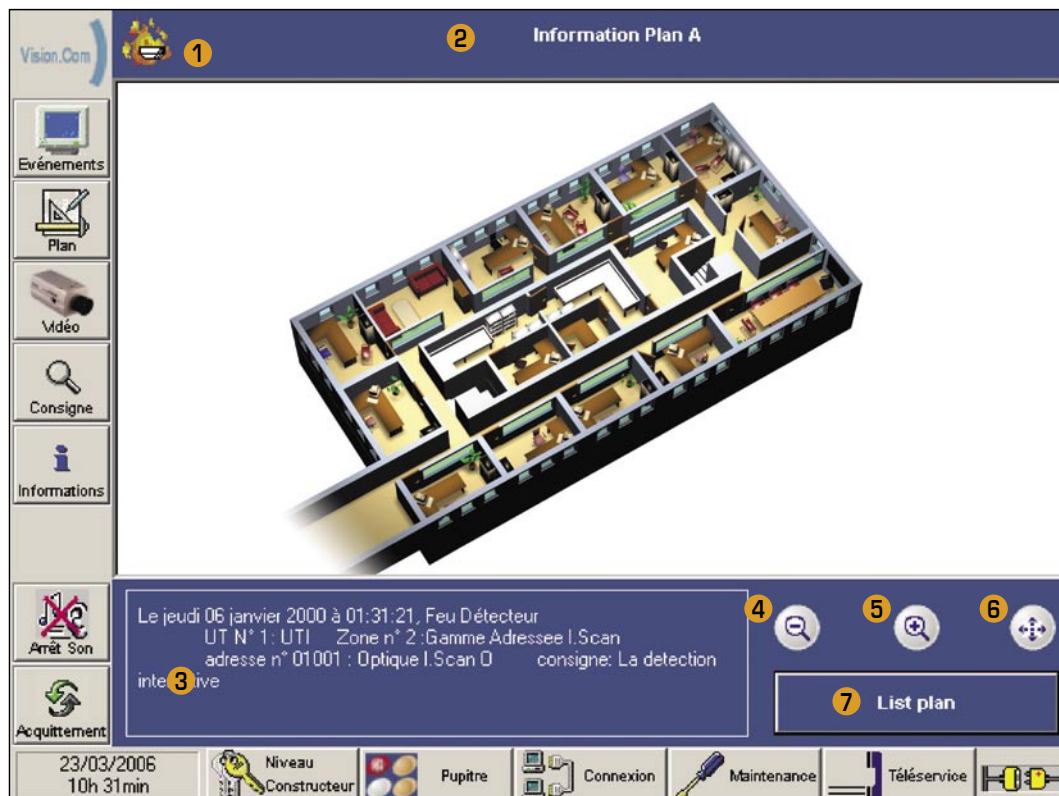 Vision.Com
1
2
Information Plan A
Evénements
Plan
Vidéo
Consigne
Informations
Arrêt Son
Acquittement
Le jeudi 06 janvier 2000 à 01:31:21, Feu Détecteur
UT N° 1 : UTI Zone n° 2 :Gamme Adressee I.Scan
adresse n° 01001 : Optique I.Scan O consigne: La detection
3
4
5
6
7
List plan
23/03/2006
10h 31min
Niveau
Constructeur
Pupitre
Connexion
Maintenance
Téléservice